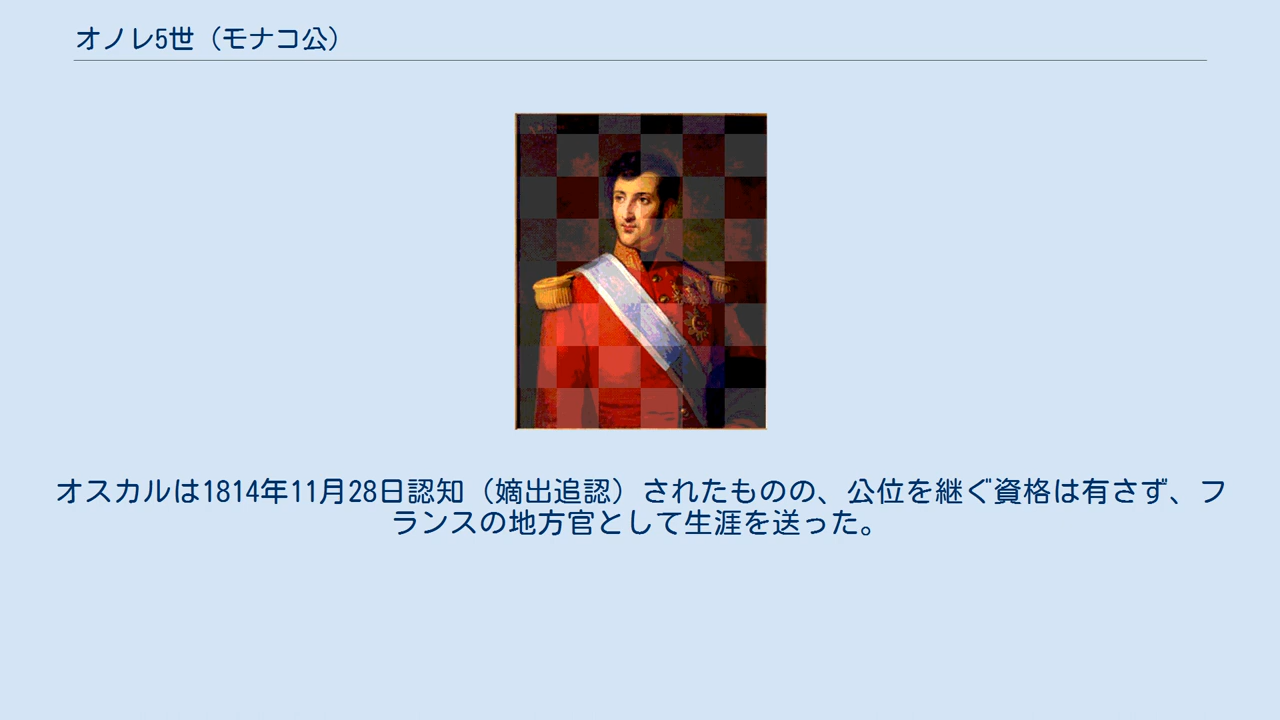 オノレ5世（モナコ公）
オスカルは1814年11月28日認知（嫡出追認）されたものの、公位を継ぐ資格は有さず、フ
ランスの地方官として生涯を送った。